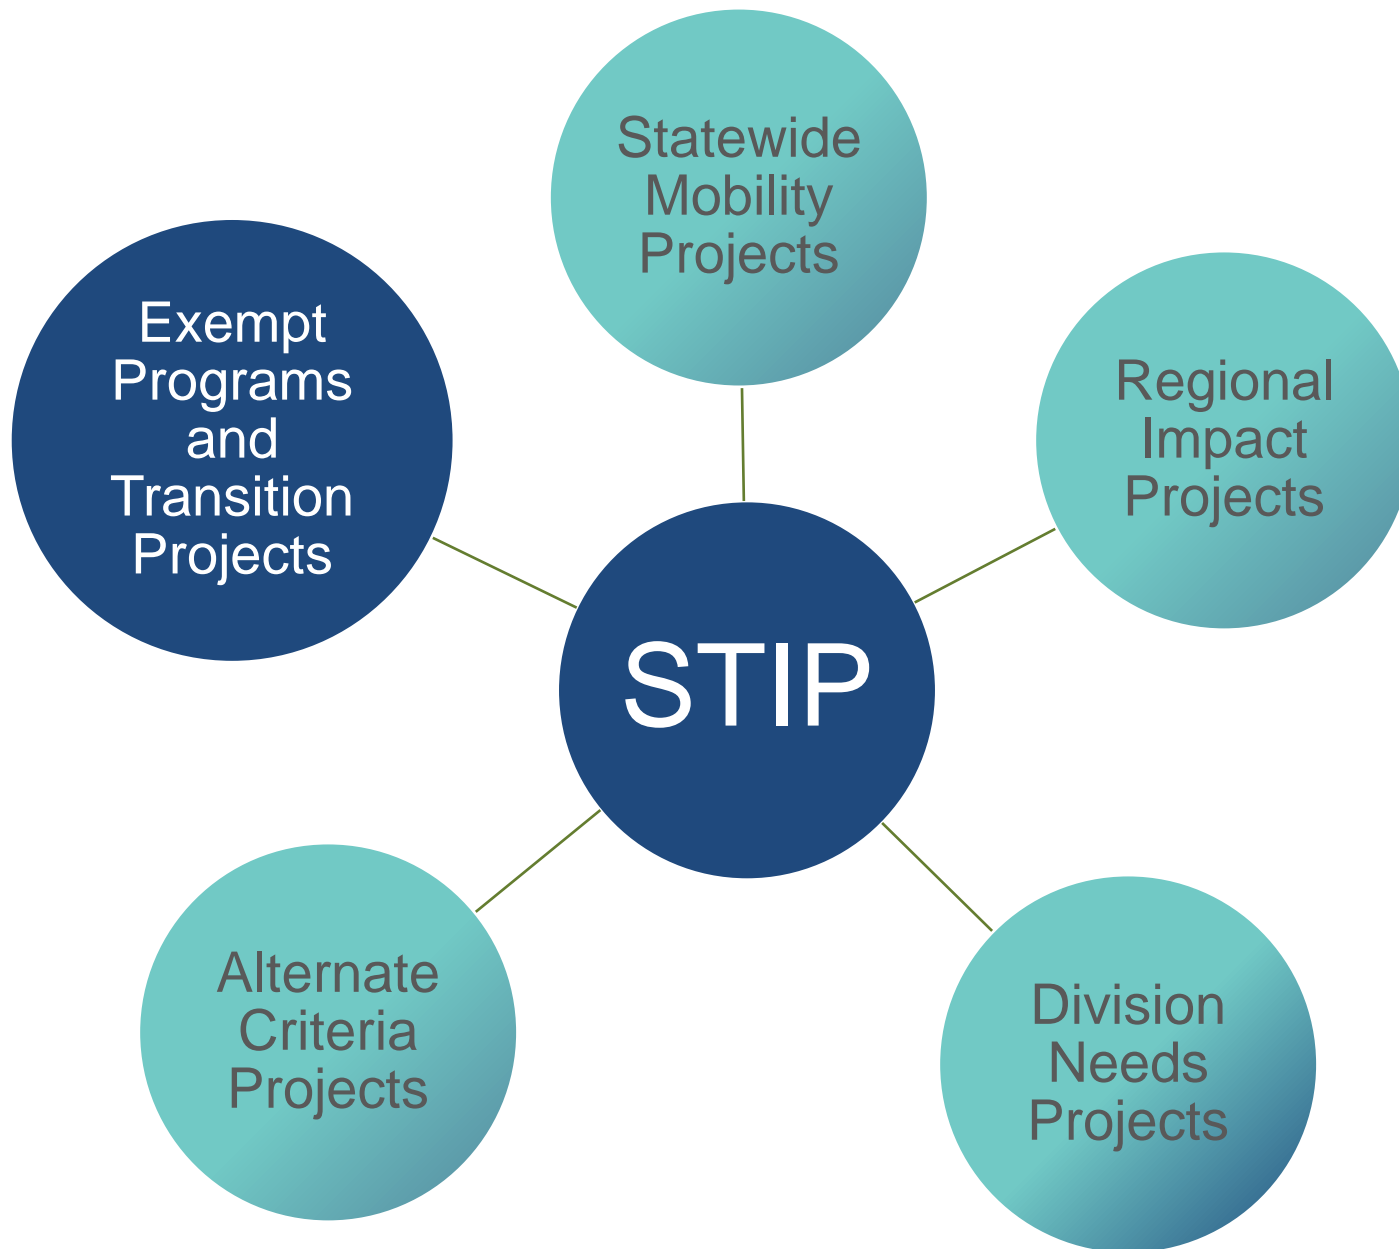 Statewide
Mobility
Projects
Exempt
Programs
and
Transition
Projects
Regional
Impact
Projects
STIP
Alternate
Criteria
Projects
Division
Needs
Projects